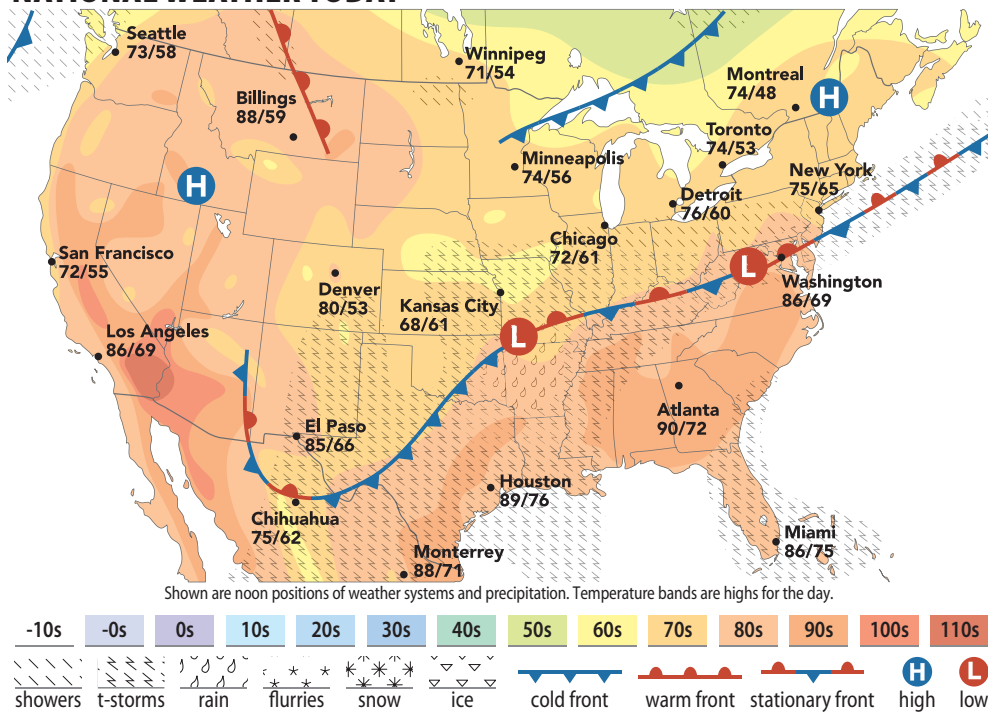 NATIONAL WEATHER TODAY
Seattle
73/58
Winnipeg
71/54
Montreal
74/48
H
Billings
88/59
Toronto
74/53
Minneapolis
74/56
New York
75/65
H
Detroit
76/60
Chicago
72/61
San Francisco
72/55
Denver
80/53
L
Washington
86/69
Kansas City
68/61
L
Los Angeles
86/69
Atlanta
90/72
El Paso
85/66
Houston
89/76
Chihuahua
75/62
Miami
86/75
Monterrey
88/71
Shown are noon positions of weather systems and precipitation. Temperature bands are highs for the day.
-10s -0s 0s 10s 20s 30s 40s 50s 60s 70s 80s 90s 100s 110s
H L
showers t-storms rain flurries snow ice cold front warm front stationary front high low